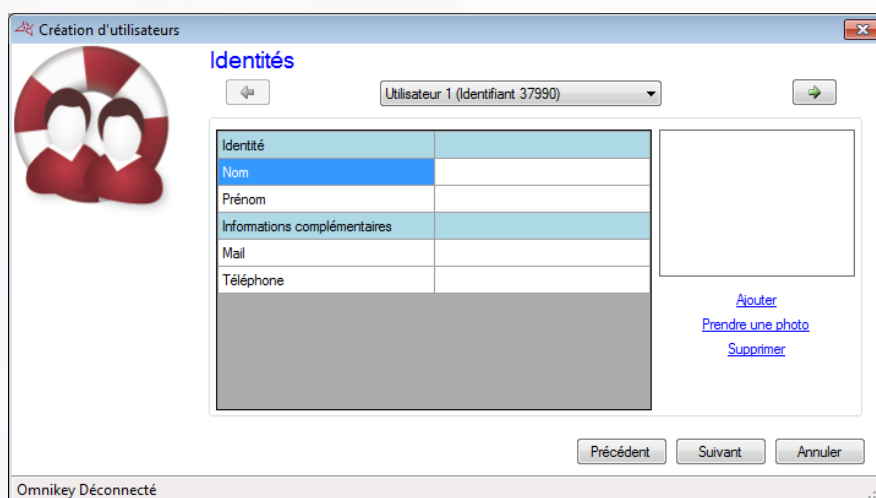 Création d'utilisateurs
Identités
Utilisateur 1 (Identifiant 37990)
Identité
Nom
Prénom
Informations complémentaires
Mail
Téléphone
Ajouter
Prendre une photo
Supprimer
Précédent Suivant Annuler
Omnikey Déconnecté